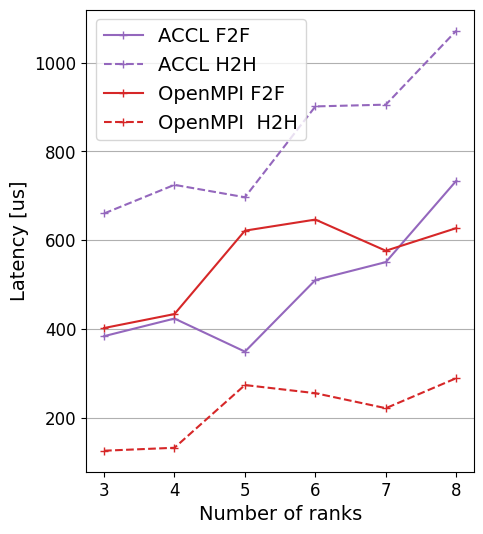 ACCL F2F
ACCL H2H
OpenMPI F2F
OpenMPI  H2H
Latency [us]
1000
800
600
400
200
3 4 5 6 7 8
Number of ranks